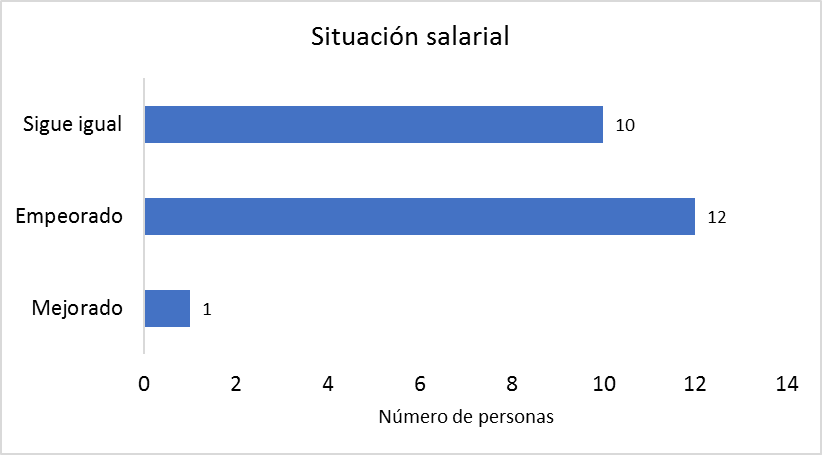 Situación salarial
Sigue igual
10
Empeorado
12
Mejorado
1
0 2 4 6 8 10 12 14
Número de personas